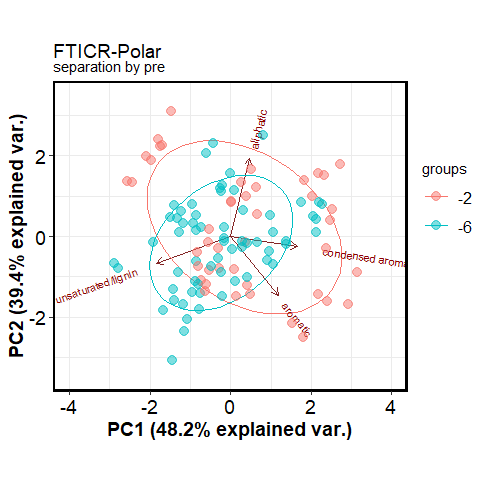 FTICR-Polar
separation by pre
PC2 (39.4% explained var.)
2
0
-2
-4
-2
0
2
4
PC1 (48.2% explained var.)
aliphatic
condensed arom
aromatic
unsaturated/lignin
groups
-2
-6